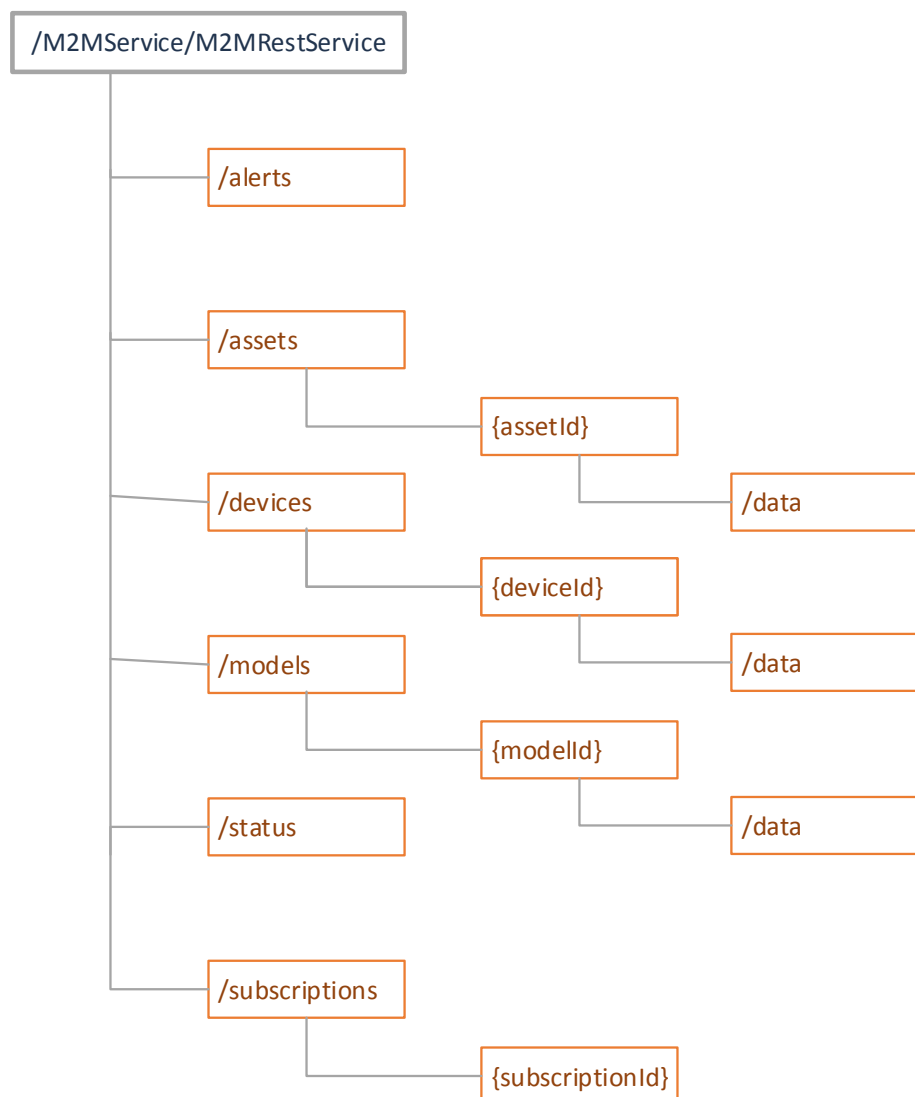 /M2MService/M2MRestService
/alerts
/assets
{assetId}
/devices
/data
{deviceId}
/models
/data
{modelId}
/status
/data
/subscriptions
{subscriptionId}